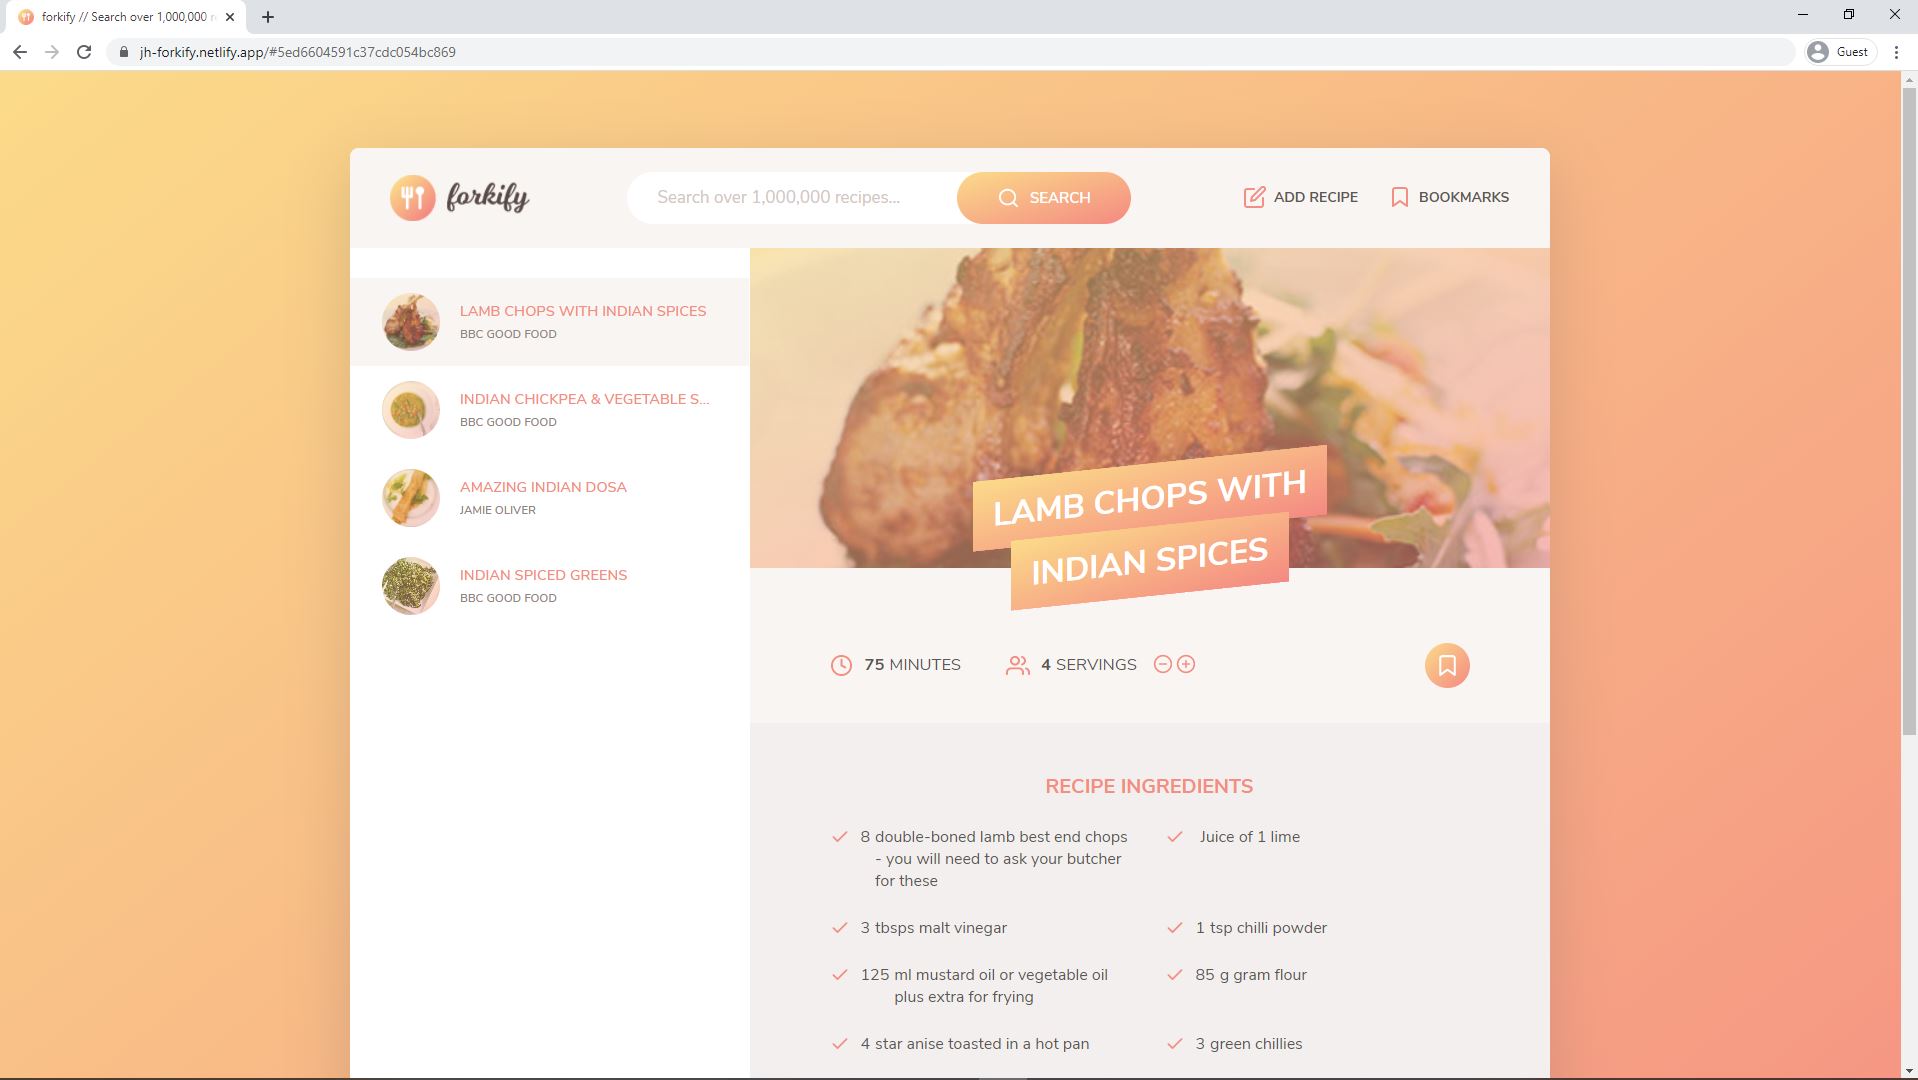 forkify // Search over 1,000,000
jh-forkify.netlify.app/#5ed6604591c37cdc054bc869
Guest
forkify
Search over 1,000,000 recipes...
SEARCH
ADD RECIPE
BOOKMARKS
LAMB CHOPS WITH INDIAN SPICES
BBC GOOD FOOD
INDIAN CHICKPEA & VEGETABLE S...
BBC GOOD FOOD
AMAZING INDIAN DOSA
JAMIE OLIVER
INDIAN SPICED GREENS
BBC GOOD FOOD
LAMB CHOPS WITH
INDIAN SPICES
75 MINUTES
4 SERVINGS
RECIPE INGREDIENTS
8 double-boned lamb best end chops
- you will need to ask your butcher
for these
Juice of 1 lime
3 tbsps malt vinegar
1 tsp chilli powder
125 ml mustard oil or vegetable oil
plus extra for frying
85 g gram flour
4 star anise toasted in a hot pan
3 green chillies